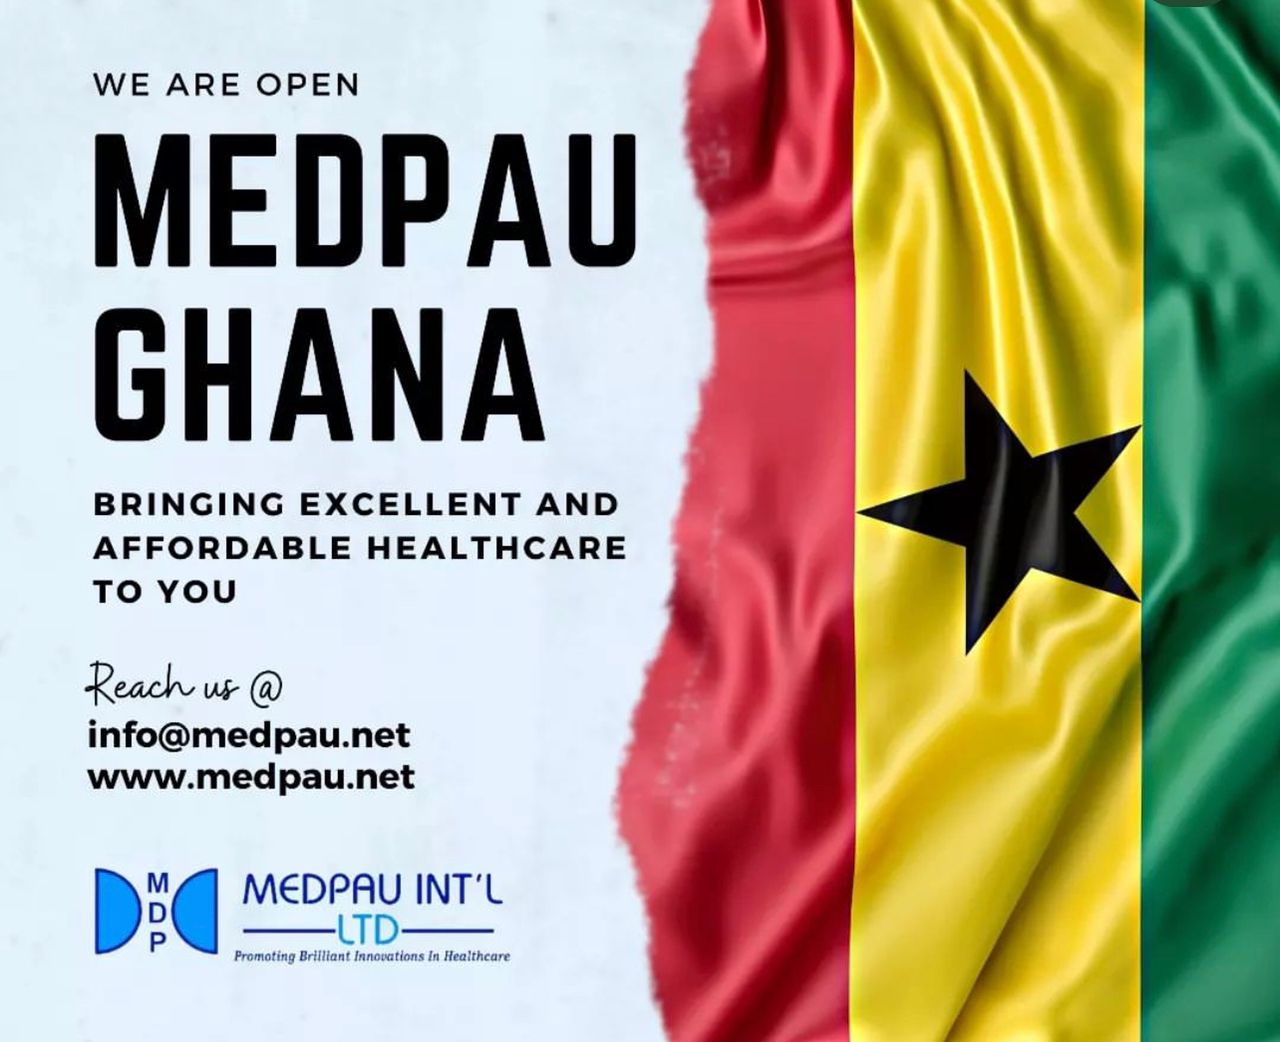 WE ARE OPEN
MEDPAU
GHANA
BRINGING EXCELLENT AND
AFFORDABLE HEALTHCARE
TO YOU
Reach us @
info@medpau.net
www.medpau.net
MDP
MEDPAU INT'L
LTD
Promoting Brilliant Innovations In Healthcare